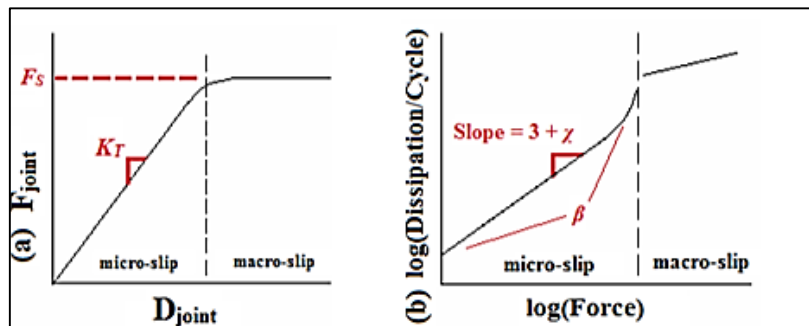 (a) F_joint
F_S
K_T
micro-slip
macro-slip
D_joint
(b) log(Dissipation/Cycle)
Slope = 3 + χ
β
micro-slip
macro-slip
log(Force)